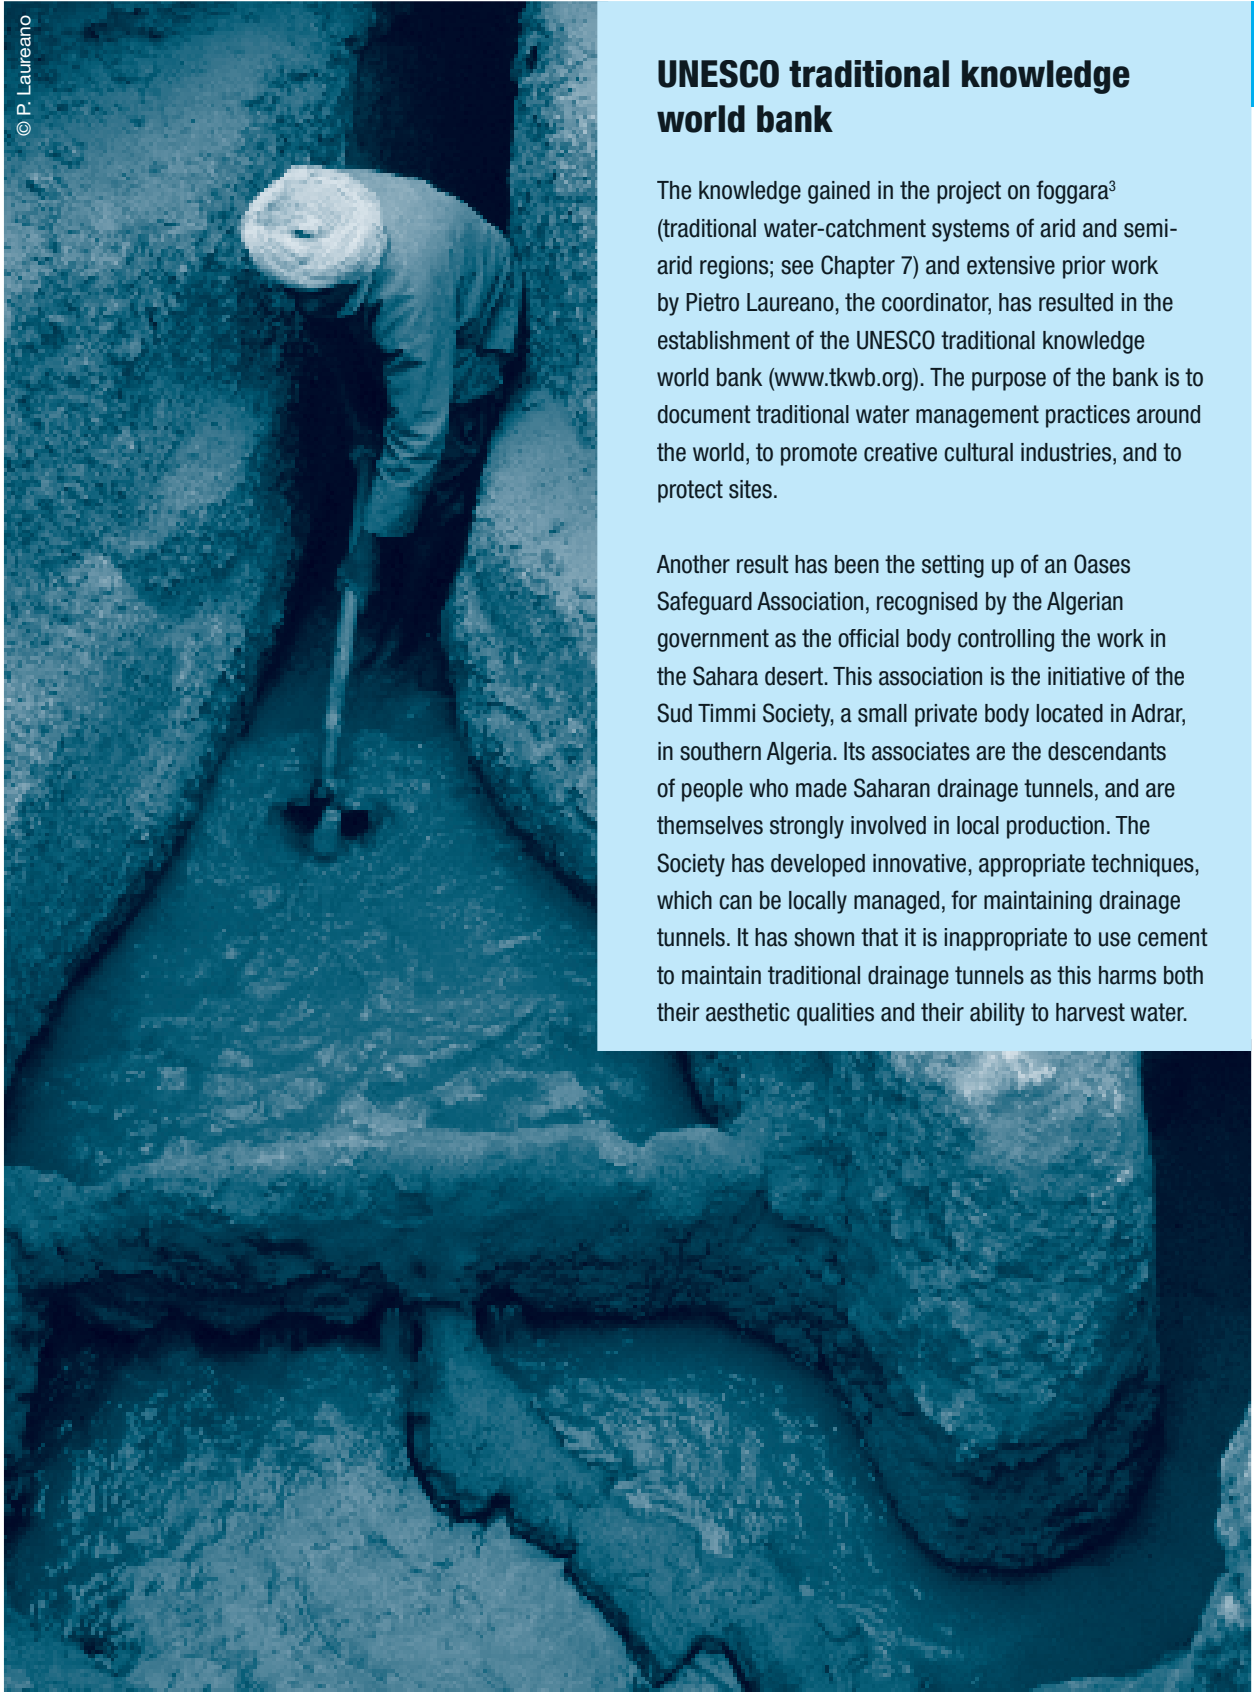 © P. Laureano
UNESCO traditional knowledge
world bank
The knowledge gained in the project on foggara³
(traditional water-catchment systems of arid and semi-
arid regions; see Chapter 7) and extensive prior work
by Pietro Laureano, the coordinator, has resulted in the
establishment of the UNESCO traditional knowledge
world bank (www.tkwb.org). The purpose of the bank is to
document traditional water management practices around
the world, to promote creative cultural industries, and to
protect sites.
Another result has been the setting up of an Oases
Safeguard Association, recognised by the Algerian
government as the official body controlling the work in
the Sahara desert. This association is the initiative of the
Sud Timmi Society, a small private body located in Adrar,
in southern Algeria. Its associates are the descendants
of people who made Saharan drainage tunnels, and are
themselves strongly involved in local production. The
Society has developed innovative, appropriate techniques,
which can be locally managed, for maintaining drainage
tunnels. It has shown that it is inappropriate to use cement
to maintain traditional drainage tunnels as this harms both
their aesthetic qualities and their ability to harvest water.